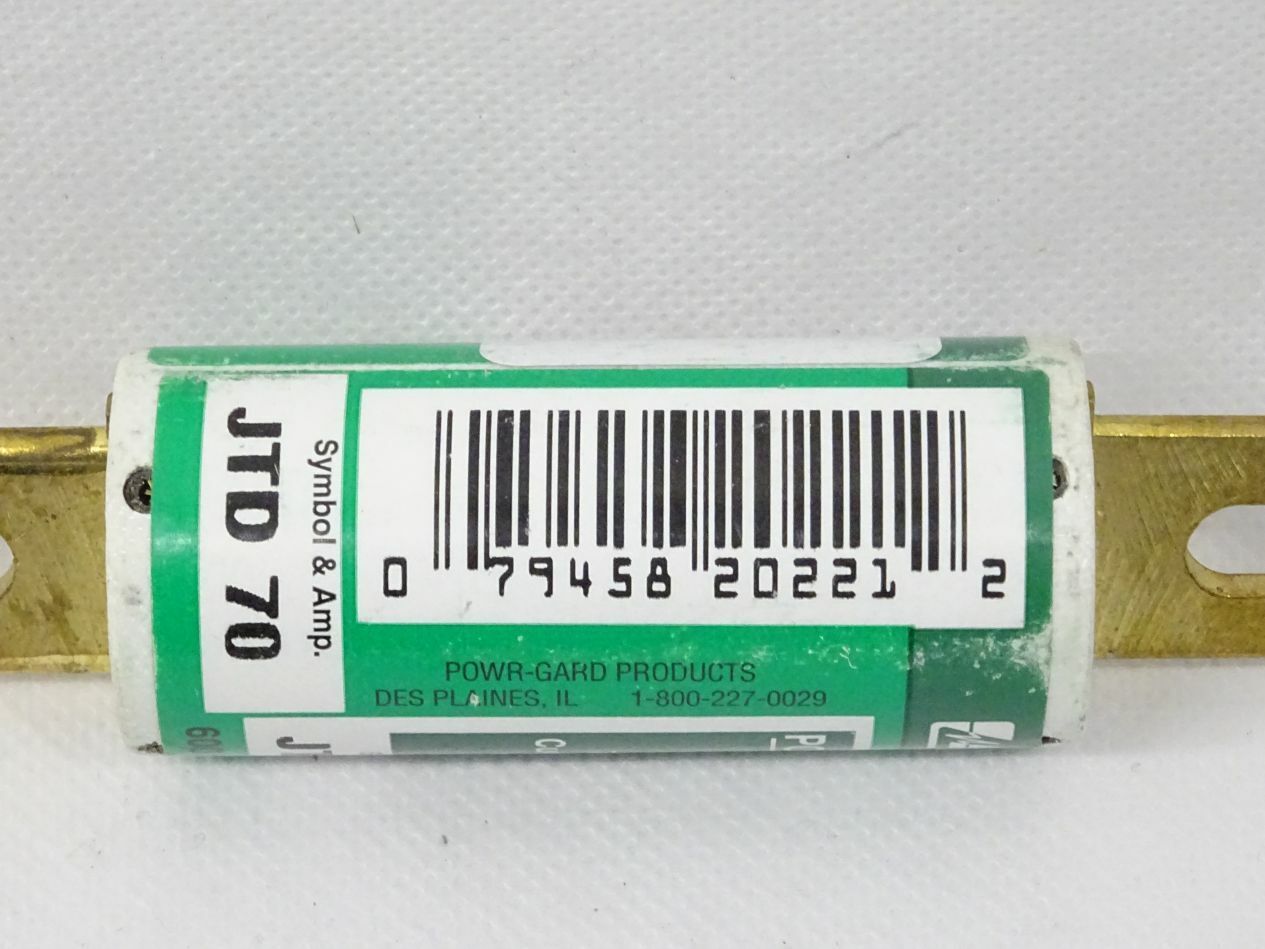 JTD 70
Symbol & Amp.
0 79458 20221 2
POWR-GARD PRODUCTS
DES PLAINES, IL 1-800-227-0029